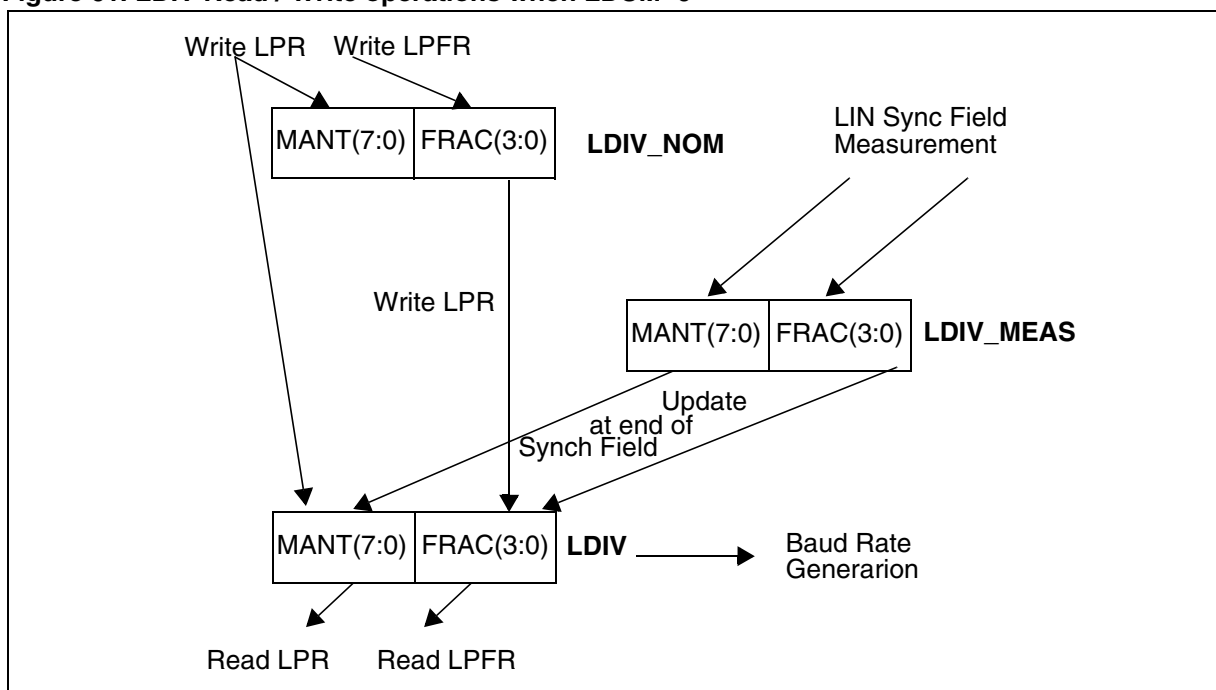 Write LPR Write LPFR
MANT(7:0) FRAC(3:0) LDIV_NOM
LIN Sync Field
Measurement
Write LPR
MANT(7:0) FRAC(3:0) LDIV_MEAS
Update
at end of
Synch Field
MANT(7:0) FRAC(3:0) LDIV
Baud Rate
Generarion
Read LPR Read LPFR